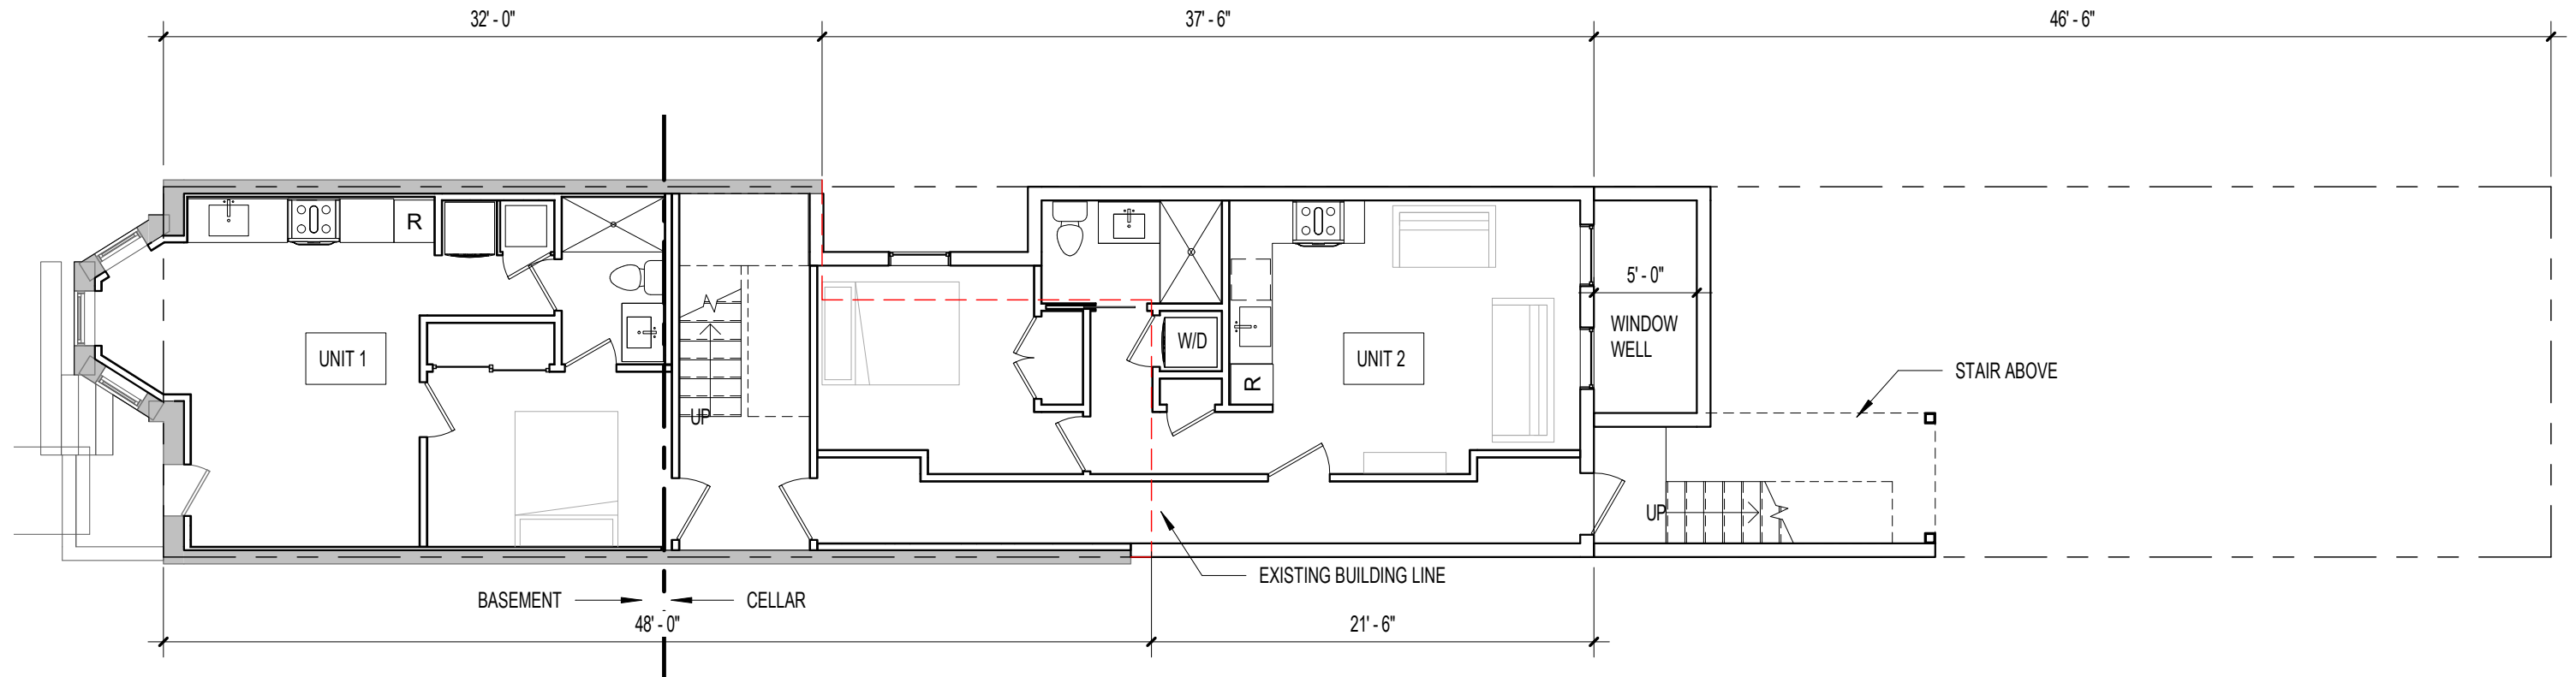 32' - 0"
37' - 6"
46' - 6"
R
UNIT 1
UP
W/D
R
UNIT 2
5' - 0"
WINDOW
WELL
STAIR ABOVE
UP
EXISTING BUILDING LINE
BASEMENT
CELLAR
48' - 0"
21' - 6"